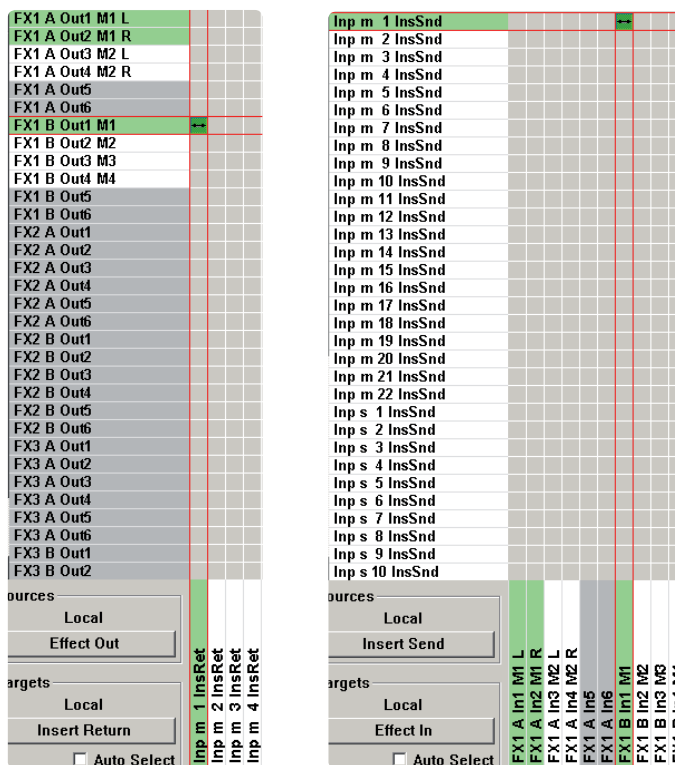 FX1 A Out1 M1 L
FX1 A Out2 M1 R
FX1 A Out3 M2 L
FX1 A Out4 M2 R
FX1 A Out5
FX1 A Out6
FX1 B Out1 M1
FX1 B Out2 M2
FX1 B Out3 M3
FX1 B Out4 M4
FX1 B Out5
FX1 B Out6
FX2 A Out1
FX2 A Out2
FX2 A Out3
FX2 A Out4
FX2 A Out5
FX2 A Out6
FX2 B Out1
FX2 B Out2
FX2 B Out3
FX2 B Out4
FX2 B Out5
FX2 B Out6
FX3 A Out1
FX3 A Out2
FX3 A Out3
FX3 A Out4
FX3 A Out5
FX3 A Out6
FX3 B Out1
FX3 B Out2
ources
Local
Effect Out
argets
Local
Insert Return
Auto Select
Inp m 1 InsRet
Inp m 2 InsRet
Inp m 3 InsRet
Inp m 4 InsRet
Inp m 1 InsSnd
Inp m 2 InsSnd
Inp m 3 InsSnd
Inp m 4 InsSnd
Inp m 5 InsSnd
Inp m 6 InsSnd
Inp m 7 InsSnd
Inp m 8 InsSnd
Inp m 9 InsSnd
Inp m 10 InsSnd
Inp m 11 InsSnd
Inp m 12 InsSnd
Inp m 13 InsSnd
Inp m 14 InsSnd
Inp m 15 InsSnd
Inp m 16 InsSnd
Inp m 17 InsSnd
Inp m 18 InsSnd
Inp m 19 InsSnd
Inp m 20 InsSnd
Inp m 21 InsSnd
Inp m 22 InsSnd
Inp s 1 InsSnd
Inp s 2 InsSnd
Inp s 3 InsSnd
Inp s 4 InsSnd
Inp s 5 InsSnd
Inp s 6 InsSnd
Inp s 7 InsSnd
Inp s 8 InsSnd
Inp s 9 InsSnd
Inp s 10 InsSnd
ources
Local
Insert Send
argets
Local
Effect In
Auto Select
FX1 A In1 M1 L
FX1 A In2 M1 R
FX1 A In3 M2 L
FX1 A In4 M2 R
FX1 A In5
FX1 A In6
FX1 B In1 M1
FX1 B In2 M2
FX1 B In3 M3